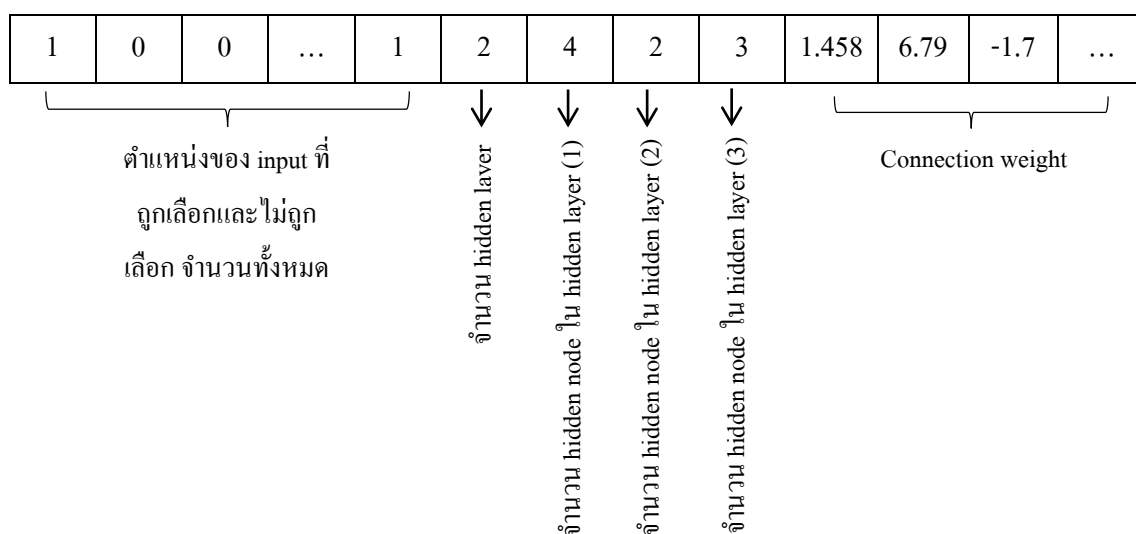 1 0 0 … 1 2 4 2 3 1.458 6.79 -1.7 …
ตำแหน่งของ input ที่
ถูกเลือกและไม่ถูก
เลือก จำนวนทั้งหมด
จำนวน hidden layer
จำนวน hidden node ใน hidden layer (1)
จำนวน hidden node ใน hidden layer (2)
จำนวน hidden node ใน hidden layer (3)
Connection weight